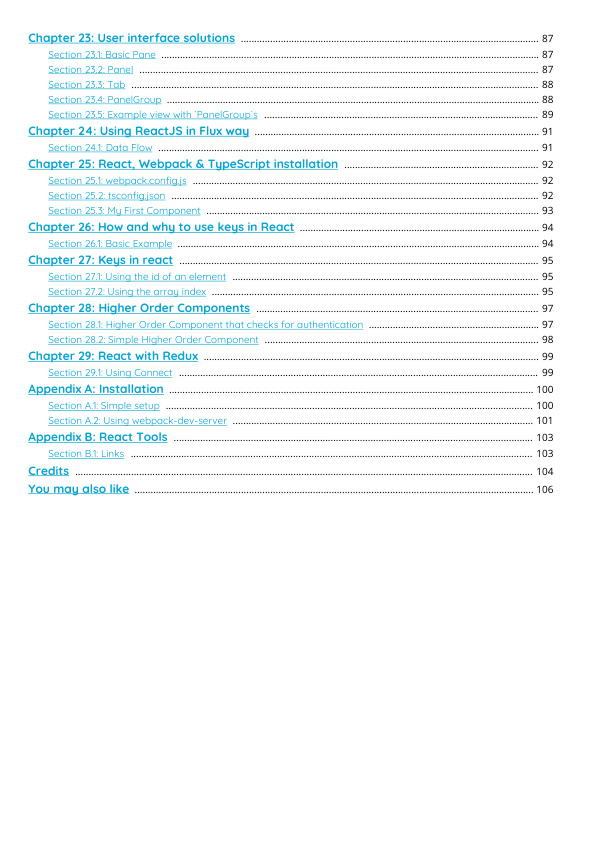 Chapter 23: User interface solutions ........ 87
Section 23.1: Basic Pane ........ 87
Section 23.2: Panel ........ 87
Section 23.3: Tab ........ 88
Section 23.4: PanelGroup ........ 88
Section 23.5: Example view with `PanelGroup`s ........ 89
Chapter 24: Using ReactJS in Flux way ........ 91
Section 24.1: Data Flow ........ 91
Chapter 25: React, Webpack & TypeScript installation ........ 92
Section 25.1: webpack.config.js ........ 92
Section 25.2: tsconfig.json ........ 92
Section 25.3: My First Component ........ 93
Chapter 26: How and why to use keys in React ........ 94
Section 26.1: Basic Example ........ 94
Chapter 27: Keys in react ........ 95
Section 27.1: Using the id of an element ........ 95
Section 27.2: Using the array index ........ 95
Chapter 28: Higher Order Components ........ 97
Section 28.1: Higher Order Component that checks for authentication ........ 97
Section 28.2: Simple Higher Order Component ........ 98
Chapter 29: React with Redux ........ 99
Section 29.1: Using Connect ........ 99
Appendix A: Installation ........ 100
Section A.1: Simple setup ........ 100
Section A.2: Using webpack-dev-server ........ 101
Appendix B: React Tools ........ 103
Section B.1: Links ........ 103
Credits ........ 104
You may also like ........ 106